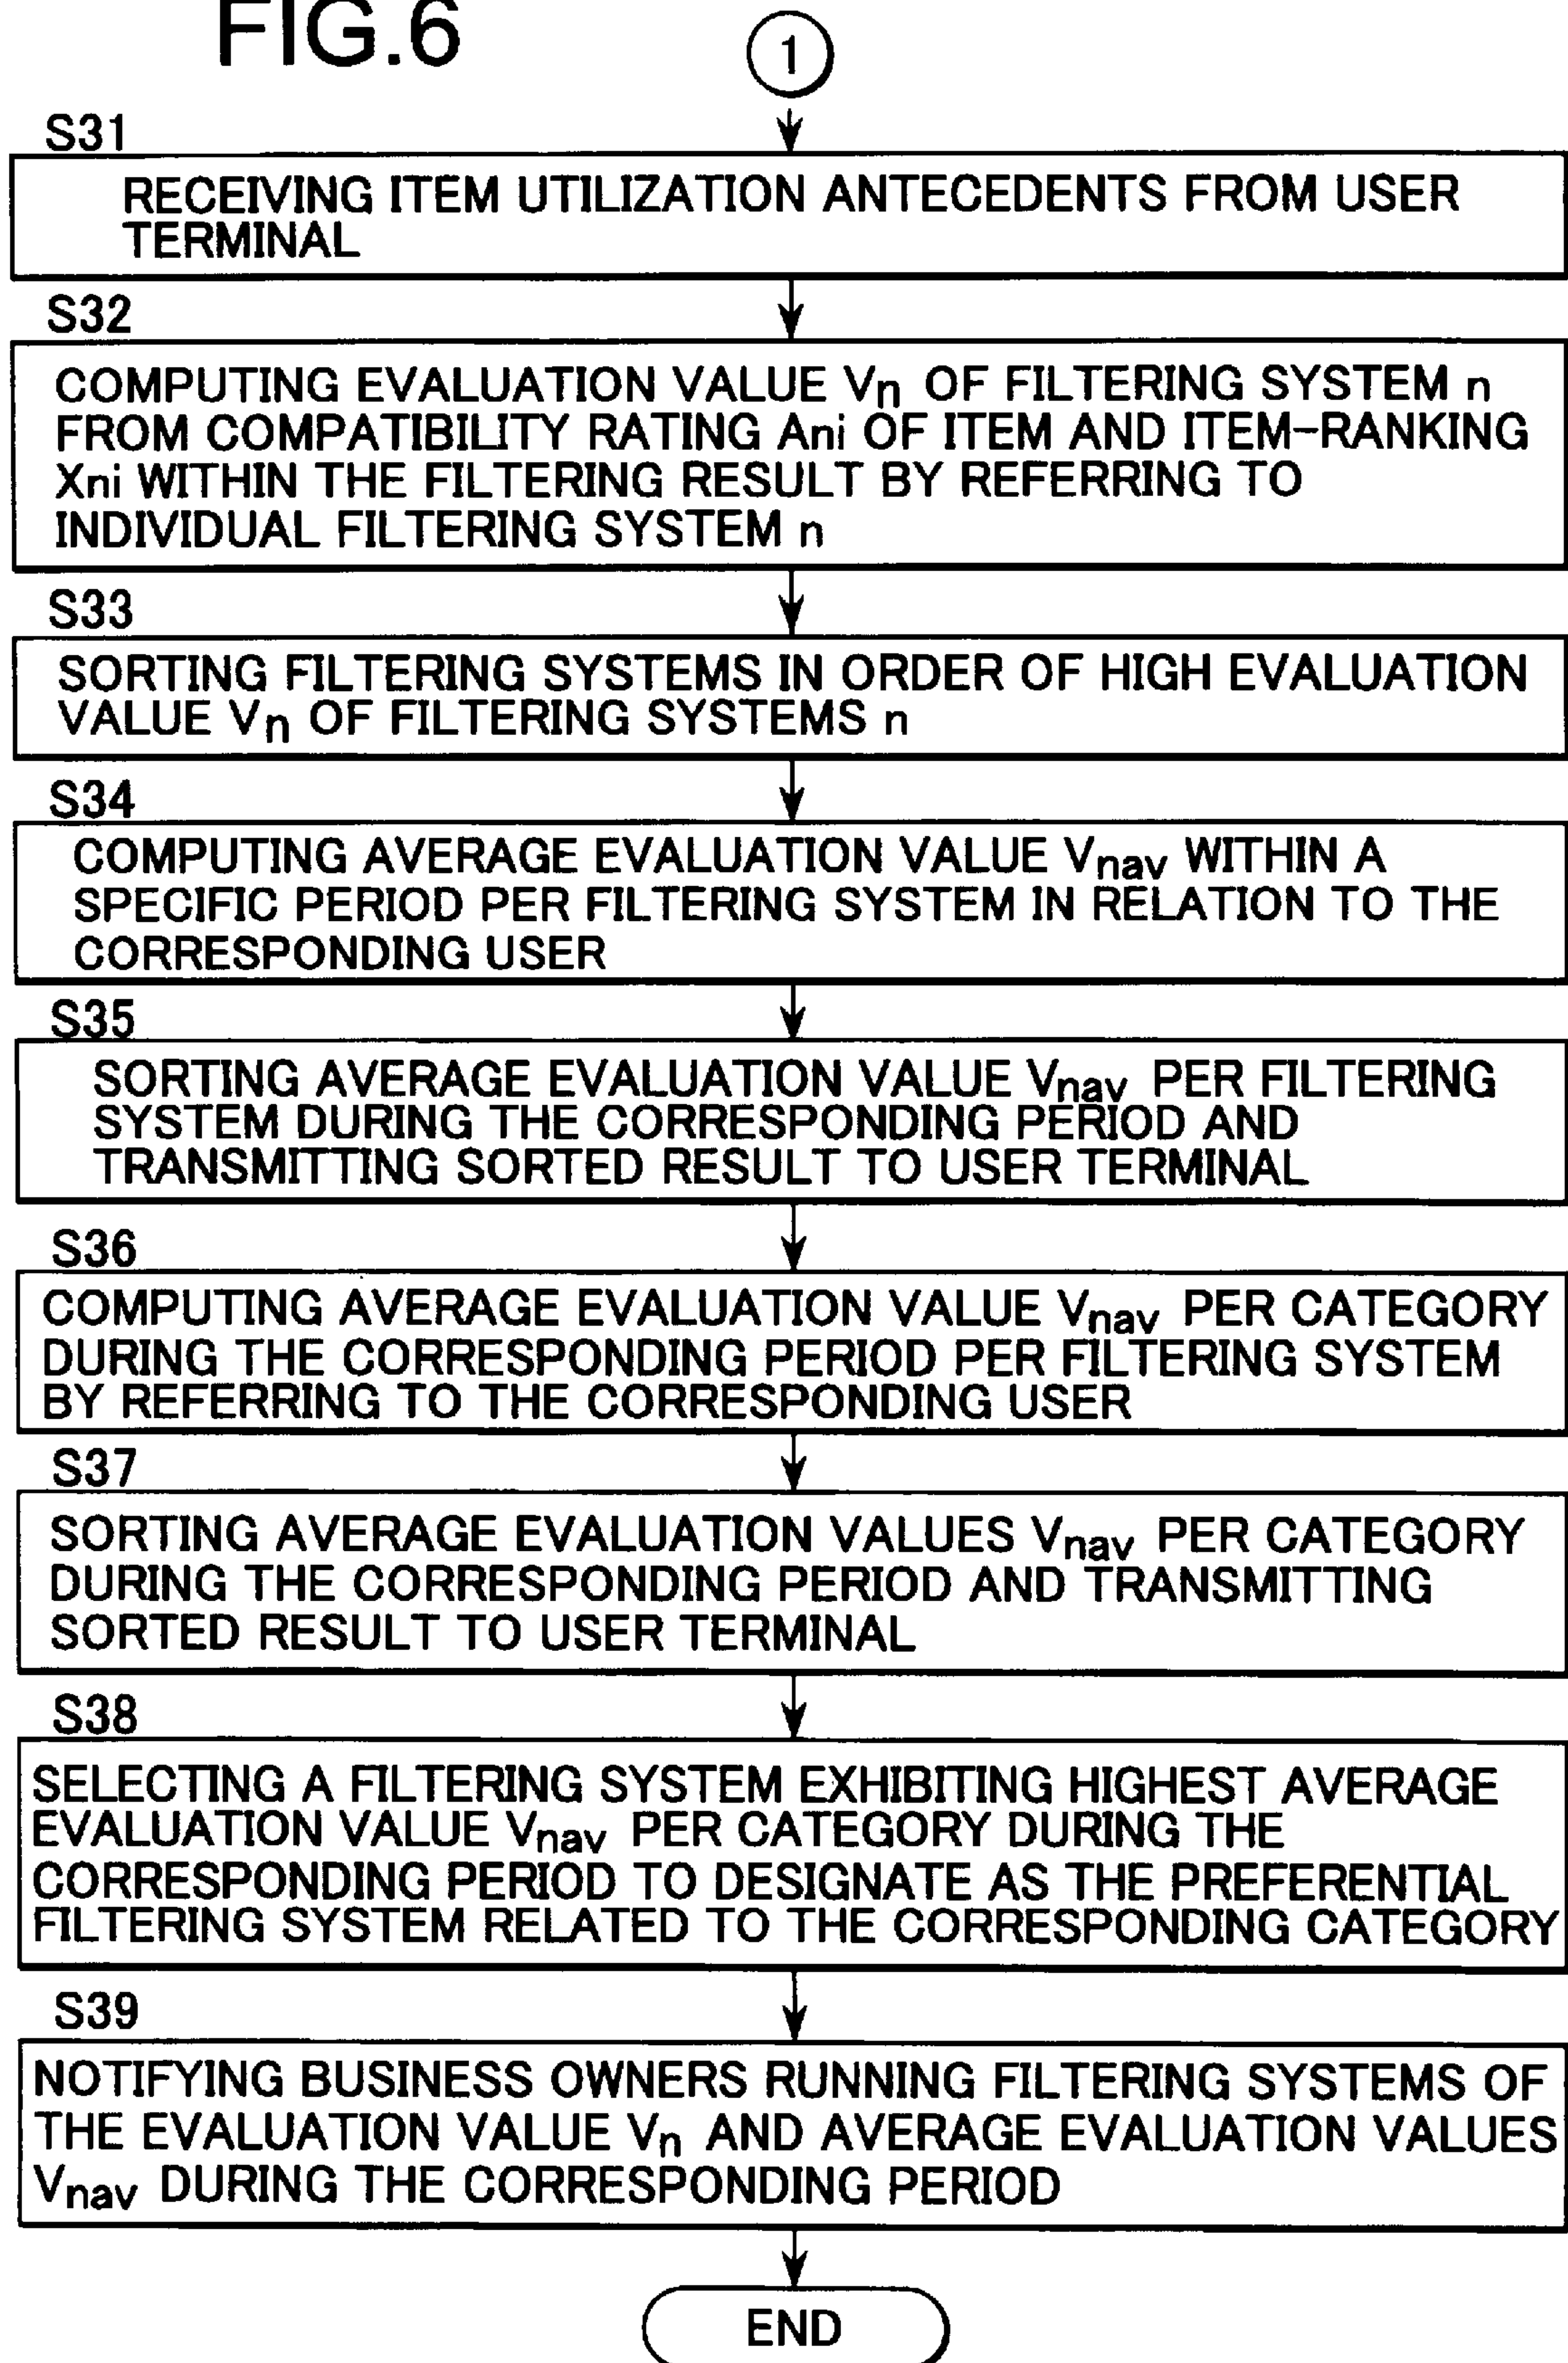 FIG.6
1
S31
RECEIVING ITEM UTILIZATION ANTECEDENTS FROM USER
TERMINAL
S32
COMPUTING EVALUATION VALUE Vn OF FILTERING SYSTEM n
FROM COMPATIBILITY RATING Ani OF ITEM AND ITEM-RANKING
Xni WITHIN THE FILTERING RESULT BY REFERRING TO
INDIVIDUAL FILTERING SYSTEM n
S33
SORTING FILTERING SYSTEMS IN ORDER OF HIGH EVALUATION
VALUE Vn OF FILTERING SYSTEMS n
S34
COMPUTING AVERAGE EVALUATION VALUE Vnav WITHIN A
SPECIFIC PERIOD PER FILTERING SYSTEM IN RELATION TO THE
CORRESPONDING USER
S35
SORTING AVERAGE EVALUATION VALUE Vnav PER FILTERING
SYSTEM DURING THE CORRESPONDING PERIOD AND
TRANSMITTING SORTED RESULT TO USER TERMINAL
S36
COMPUTING AVERAGE EVALUATION VALUE Vnav PER CATEGORY
DURING THE CORRESPONDING PERIOD PER FILTERING SYSTEM
BY REFERRING TO THE CORRESPONDING USER
S37
SORTING AVERAGE EVALUATION VALUES Vnav PER CATEGORY
DURING THE CORRESPONDING PERIOD AND TRANSMITTING
SORTED RESULT TO USER TERMINAL
S38
SELECTING A FILTERING SYSTEM EXHIBITING HIGHEST AVERAGE
EVALUATION VALUE Vnav PER CATEGORY DURING THE
CORRESPONDING PERIOD TO DESIGNATE AS THE PREFERENTIAL
FILTERING SYSTEM RELATED TO THE CORRESPONDING CATEGORY
S39
NOTIFYING BUSINESS OWNERS RUNNING FILTERING SYSTEMS OF
THE EVALUATION VALUE Vn AND AVERAGE EVALUATION VALUES
Vnav DURING THE CORRESPONDING PERIOD
END